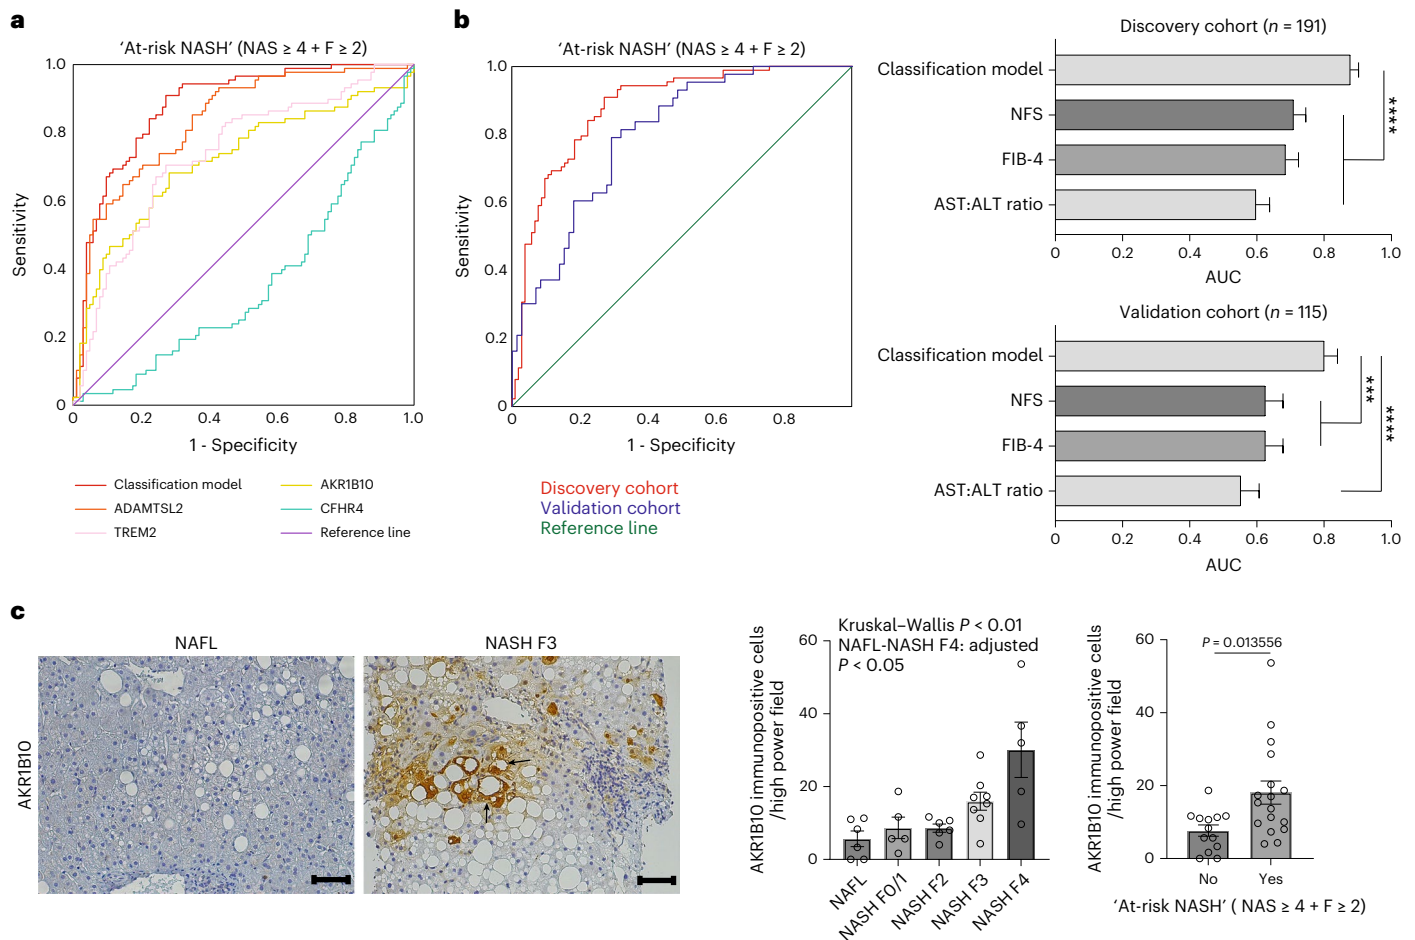 a
'At-risk NASH' (NAS ≥ 4 + F ≥ 2)
1.0
0.8
0.6
0.4
0.2
0
Sensitivity
0 0.2 0.4 0.6 0.8 1.0
1 - Specificity
Classification model
ADAMTSL2
TREM2
AKR1B10
CFHR4
Reference line
b
'At-risk NASH' (NAS ≥ 4 + F ≥ 2)
1.0
0.8
0.6
0.4
0.2
0
Sensitivity
0 0.2 0.4 0.6 0.8
1 - Specificity
Discovery cohort
Validation cohort
Reference line
Discovery cohort (n = 191)
Classification model
NFS
FIB-4
AST:ALT ratio
****
0 0.2 0.4 0.6 0.8 1.0
AUC
Validation cohort (n = 115)
Classification model
NFS
FIB-4
AST:ALT ratio
***
****
0 0.2 0.4 0.6 0.8 1.0
AUC
c
NAFL
NASH F3
AKR1B10
Kruskal–Wallis P < 0.01
NAFL-NASH F4: adjusted
P < 0.05
60
40
20
0
AKR1B10 immunopositive cells
/high power field
NAFL
NASH F0/1
NASH F2
NASH F3
NASH F4
P = 0.013556
60
40
20
0
AKR1B10 immunopositive cells
/high power field
No Yes
'At-risk NASH' ( NAS ≥ 4 + F ≥ 2)